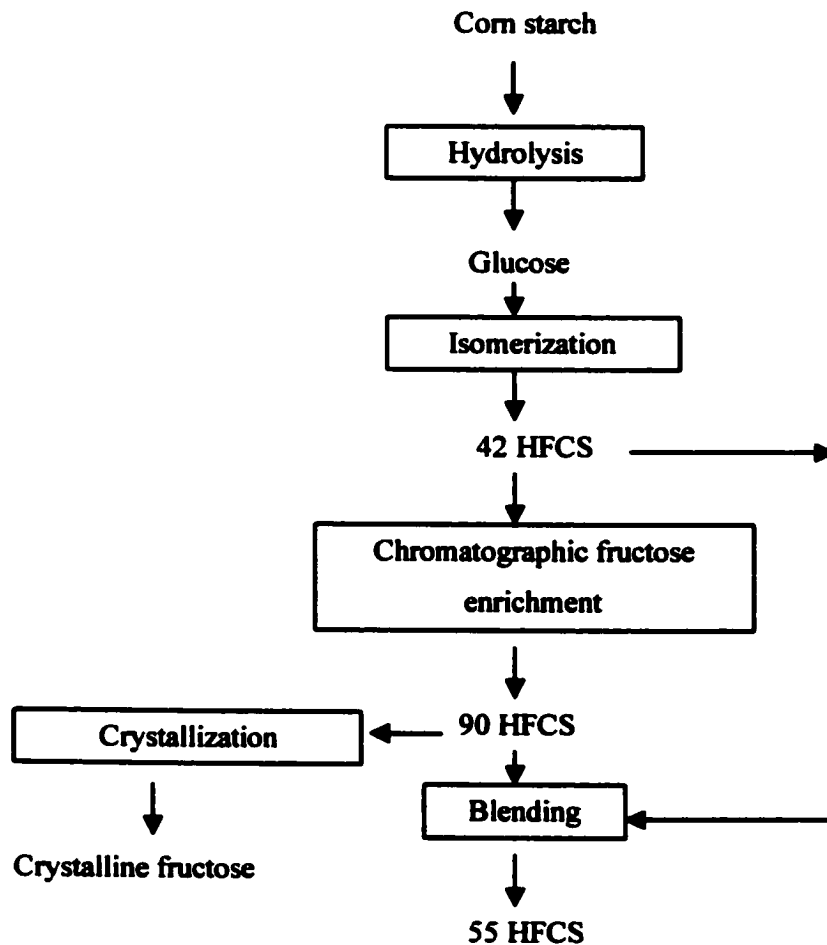 Corn starch
Hydrolysis
Glucose
Isomerization
42 HFCS
Chromatographic fructose
enrichment
90 HFCS
Crystallization
Blending
Crystalline fructose
55 HFCS